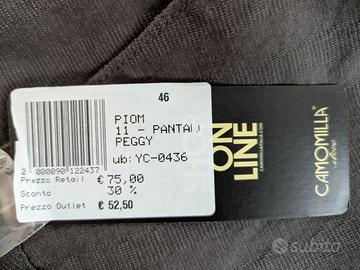 46
PIOM
11 - PANTALI
PEGGY
ub: YC-0436
2 000090 122437
Prezzo Retail € 75,00
Sconto 30 %
Prezzo Outlet € 52,50
ON
LINE
CAMOMILLA
subito